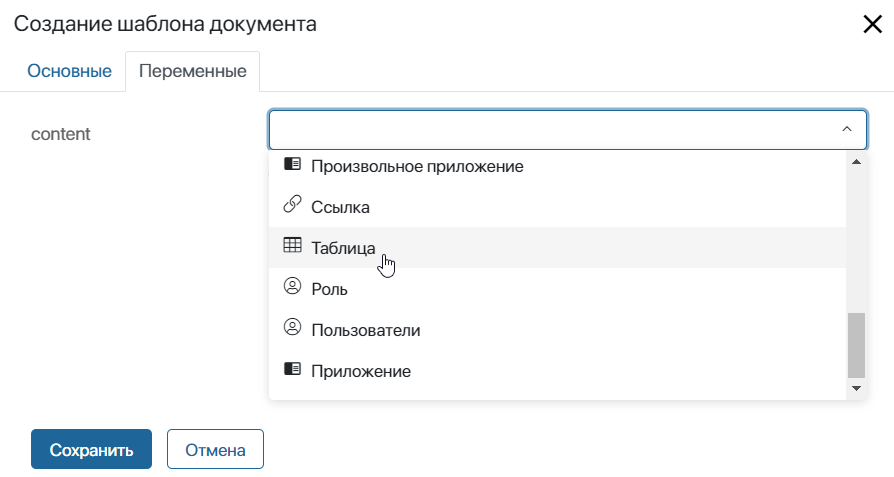 Создание шаблона документа
Основные
Переменные
content
Произвольное приложение
Ссылка
Таблица
Роль
Пользователи
Приложение
Сохранить
Отмена